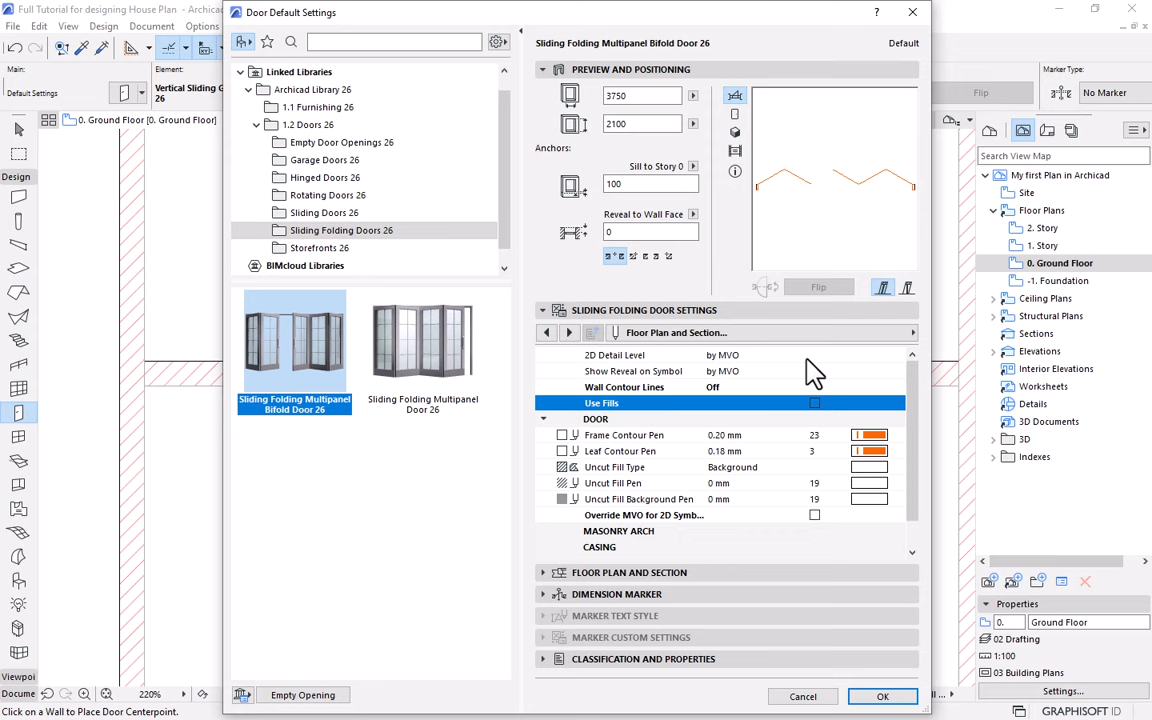 Full Tutorial for designing House Plan - Archicad
File Edit View Design Document Options
Main:
Element:
Default Settings
Vertical Sliding G
26
0. Ground Floor [0. Ground Floor]
Design
Viewpoi
Docume
220%
Click on a Wall to Place Door Centerpoint.
Door Default Settings
?
Linked Libraries
Archicad Library 26
1.1 Furnishing 26
1.2 Doors 26
Empty Door Openings 26
Garage Doors 26
Hinged Doors 26
Rotating Doors 26
Sliding Doors 26
Sliding Folding Doors 26
Storefronts 26
BIMcloud Libraries
Sliding Folding Multipanel
Bifold Door 26
Sliding Folding Multipanel
Door 26
Empty Opening
Sliding Folding Multipanel Bifold Door 26
Default
PREVIEW AND POSITIONING
3750
2100
Anchors:
Sill to Story 0
100
Reveal to Wall Face
0
Flip
SLIDING FOLDING DOOR SETTINGS
Floor Plan and Section...
2D Detail Level by MVO
Show Reveal on Symbol by MVO
Wall Contour Lines Off
Use Fills
DOOR
Frame Contour Pen 0.20 mm 23
Leaf Contour Pen 0.18 mm 3
Uncut Fill Type Background
Uncut Fill Pen 0 mm 19
Uncut Fill Background Pen 0 mm 19
Override MVO for 2D Symb...
MASONRY ARCH
CASING
FLOOR PLAN AND SECTION
DIMENSION MARKER
MARKER TEXT STYLE
MARKER CUSTOM SETTINGS
CLASSIFICATION AND PROPERTIES
Cancel
OK
Marker Type:
Flip
No Marker
Search View Map
My first Plan in Archicad
Site
Floor Plans
2. Story
1. Story
0. Ground Floor
-1. Foundation
Ceiling Plans
Structural Plans
Sections
Elevations
Interior Elevations
Worksheets
Details
3D Documents
3D
Indexes
Properties
0. Ground Floor
02 Drafting
1:100
03 Building Plans
Settings...
GRAPHISOFT ID